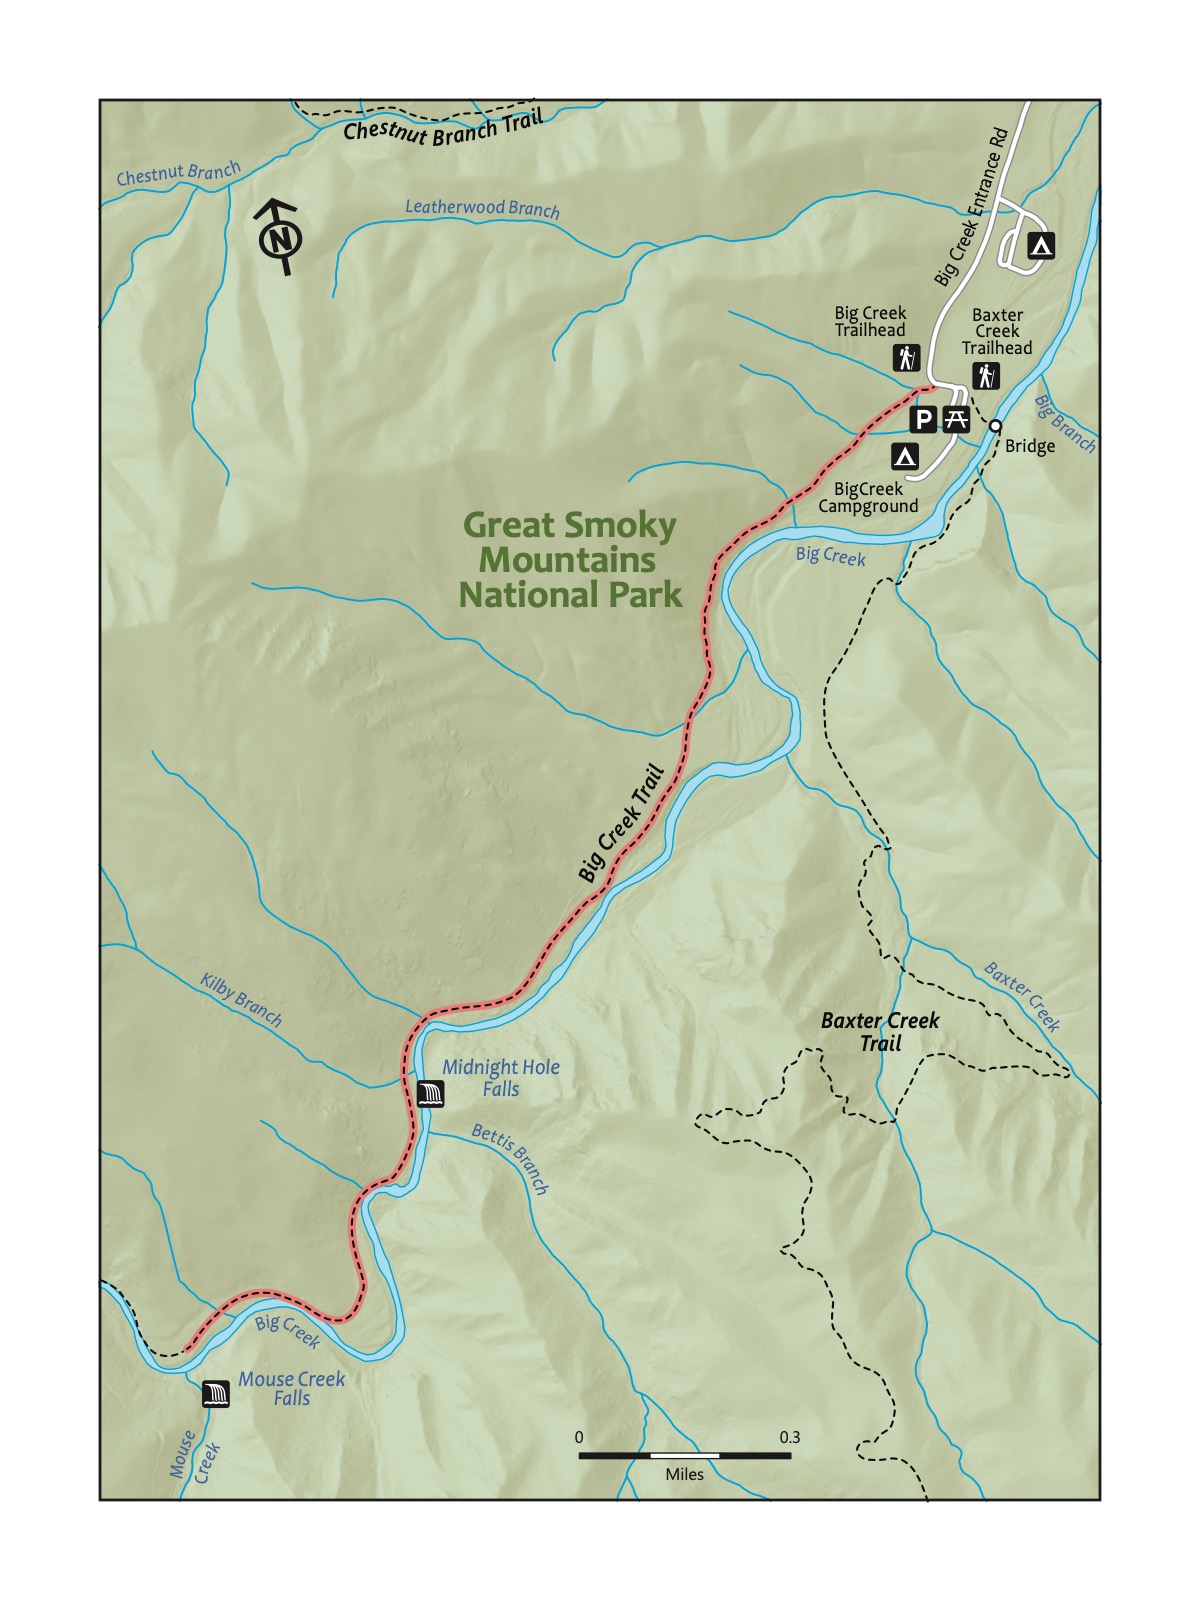 Chestnut Branch Trail
Chestnut Branch
N
Leatherwood Branch
Big Creek Entrance Rd
Big Creek
Trailhead
Baxter
Creek
Trailhead
P
Big Branch
Bridge
BigCreek
Campground
Great Smoky
Mountains
National Park
Big Creek
Big Creek Trail
Kilby Branch
Baxter Creek
Baxter Creek
Trail
Midnight Hole
Falls
Bettis Branch
Big Creek
Mouse Creek
Falls
Mouse
Creek
0 0.3
Miles